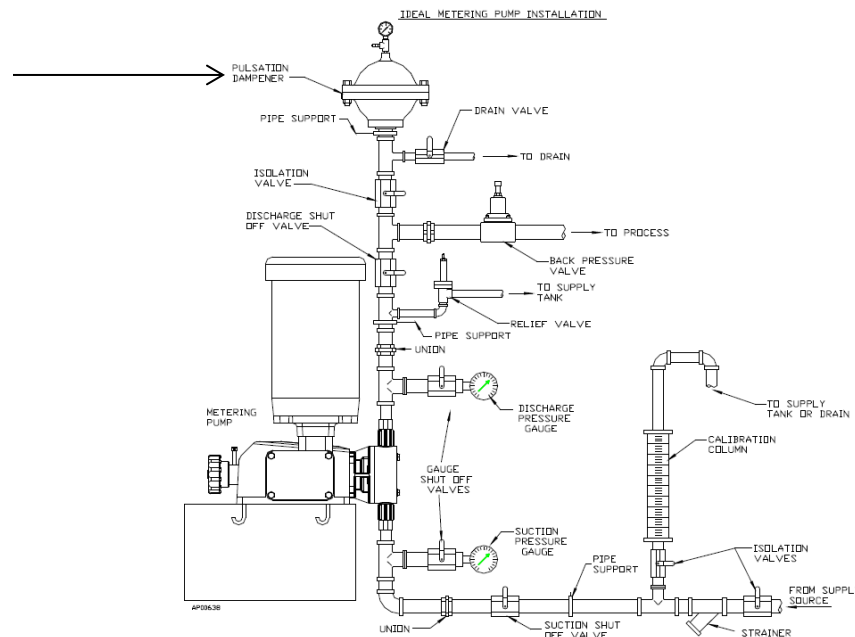 IDEAL METERING PUMP INSTALLATION
PULSATION
DAMPENER
PIPE SUPPORT
DRAIN VALVE
TO DRAIN
ISOLATION
VALVE
DISCHARGE SHUT
OFF VALVE
TO PROCESS
BACK PRESSURE
VALVE
TO SUPPLY
TANK
RELIEF VALVE
PIPE SUPPORT
UNION
METERING
PUMP
DISCHARGE
PRESSURE
GAUGE
TO SUPPLY
TANK OR DRAIN
CALIBRATION
COLUMN
GAUGE
SHUT OFF
VALVES
SUCTION
PRESSURE
GAUGE
PIPE
SUPPORT
ISOLATION
VALVES
FROM SUPPL
SOURCE
AP0063B
UNION
SUCTION SHUT
OFF VALVE
STRAINER